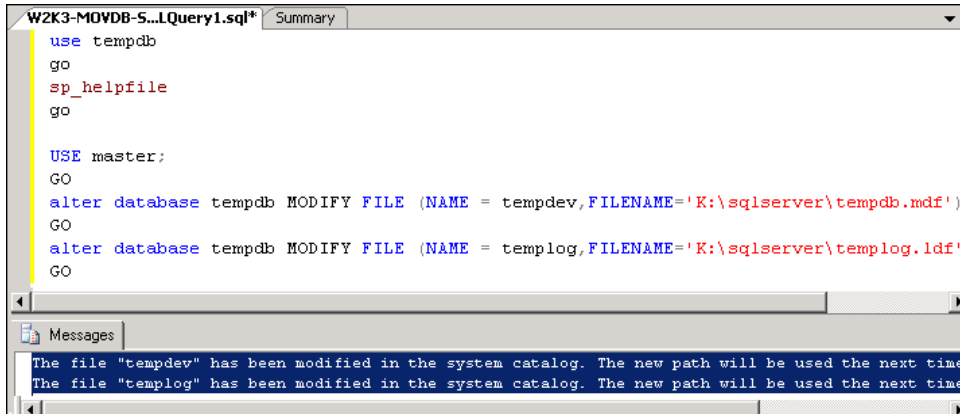 W2K3-MOVDB-S...LQuery1.sql* Summary
use tempdb
go
sp_helpfile
go
USE master;
GO
alter database tempdb MODIFY FILE (NAME = tempdev,FILENAME='K:\sqlserver\tempdb.mdf')
GO
alter database tempdb MODIFY FILE (NAME = templog,FILENAME='K:\sqlserver\templog.ldf'
GO
Messages
The file "tempdev" has been modified in the system catalog. The new path will be used the next time
The file "templog" has been modified in the system catalog. The new path will be used the next time